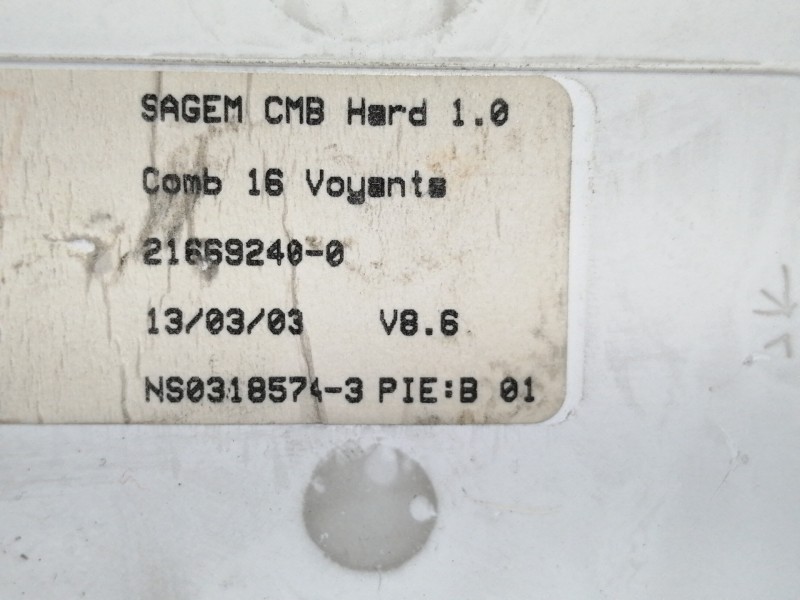 SAGEM CMB Hard 1.0
Comb 16 Voyants
21669240-0
13/03/03 V8.6
NS0318574-3 PIE:B 01